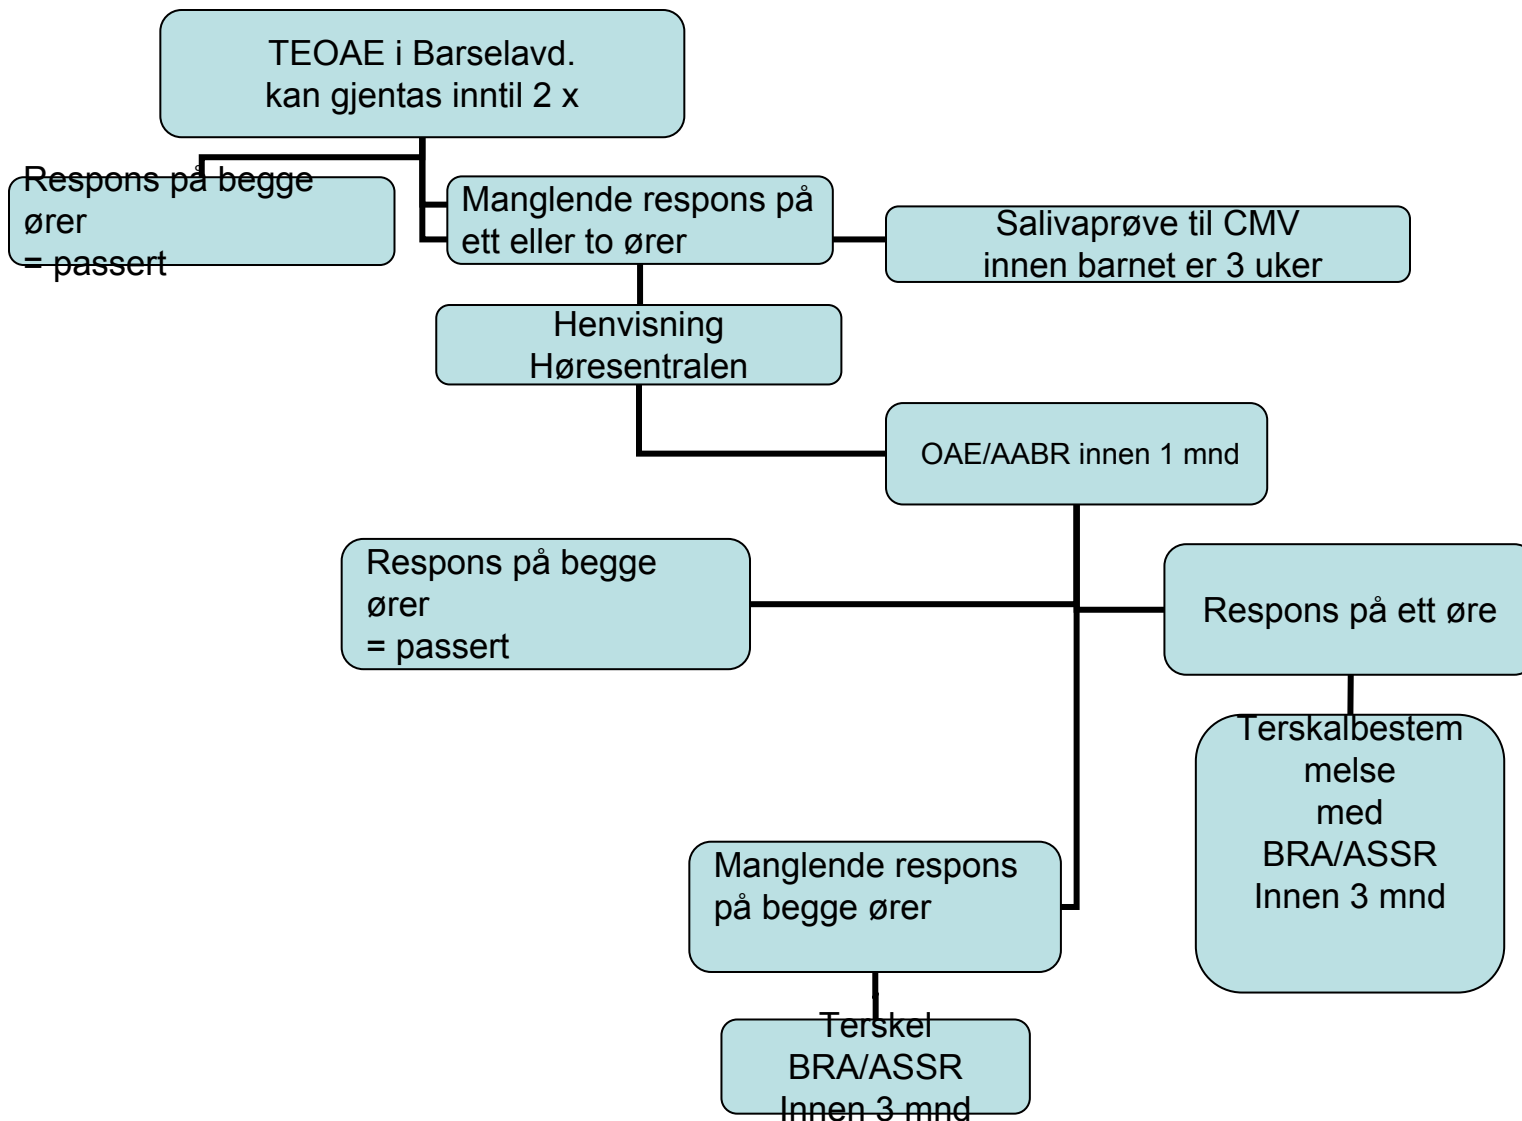 TEOAE i Barselavd.
kan gjentas inntil 2 x
Respons på begge
ører
= passert
Manglende respons på
ett eller to ører
Salivaprøve til CMV
innen barnet er 3 uker
Henvisning
Høresentralen
OAE/AABR innen 1 mnd
Respons på begge
ører
= passert
Respons på ett øre
Terskalbestem
melse
med
BRA/ASSR
Innen 3 mnd
Manglende respons
på begge ører
Terskel
BRA/ASSR
Innen 3 mnd